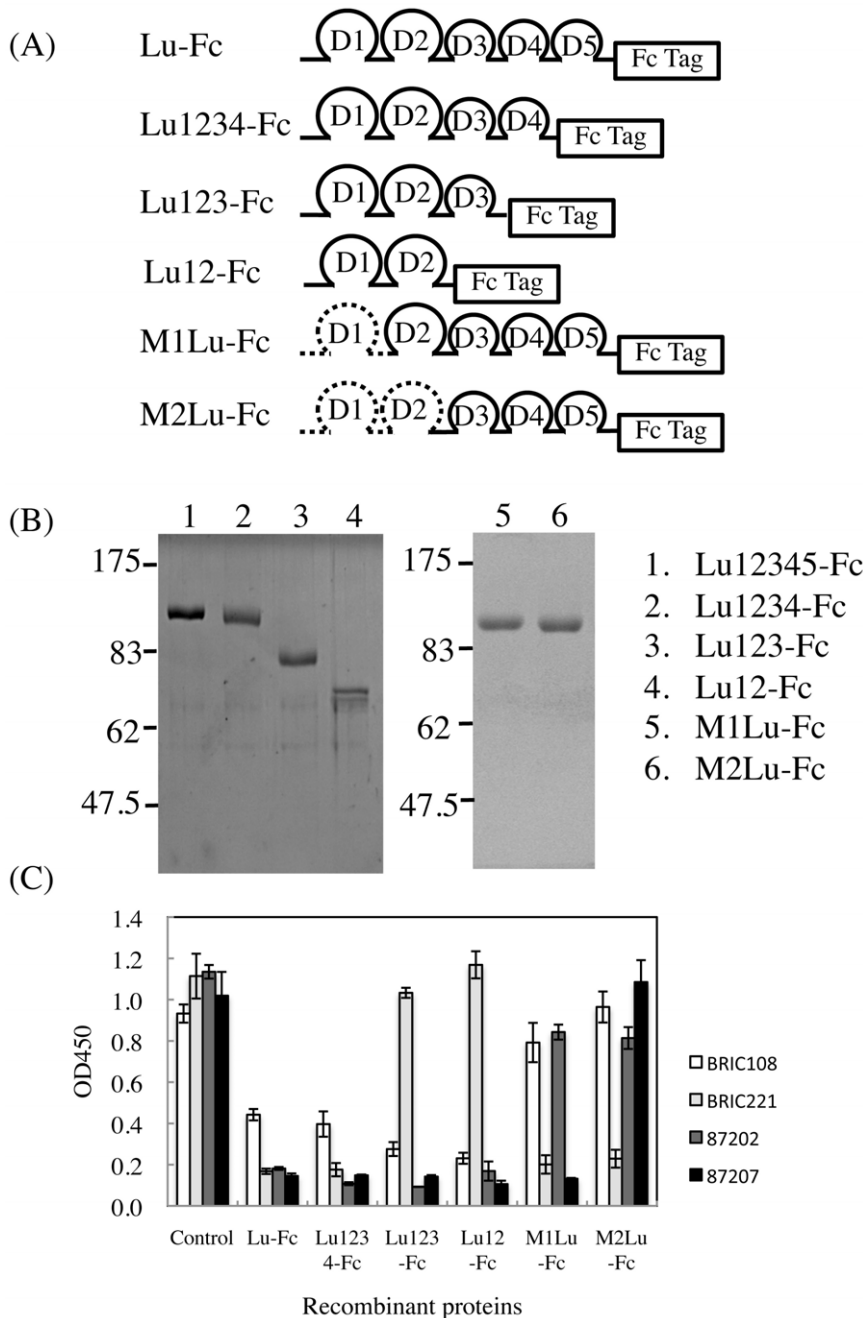 (A)
Lu-Fc D1 D2 D3 D4 D5 Fc Tag
Lu1234-Fc D1 D2 D3 D4 Fc Tag
Lu123-Fc D1 D2 D3 Fc Tag
Lu12-Fc D1 D2 Fc Tag
M1Lu-Fc D1 D2 D3 D4 D5 Fc Tag
M2Lu-Fc D1 D2 D3 D4 D5 Fc Tag
(B)
1 2 3 4
175
83
62
47.5
5 6
175
83
62
47.5
1. Lu12345-Fc
2. Lu1234-Fc
3. Lu123-Fc
4. Lu12-Fc
5. M1Lu-Fc
6. M2Lu-Fc
(C)
OD450
1.4
1.2
1.0
0.8
0.6
0.4
0.2
0.0
Control Lu-Fc Lu123 Lu123 Lu12 M1Lu M2Lu
4-Fc -Fc -Fc -Fc -Fc
Recombinant proteins
BRIC108
BRIC221
87202
87207